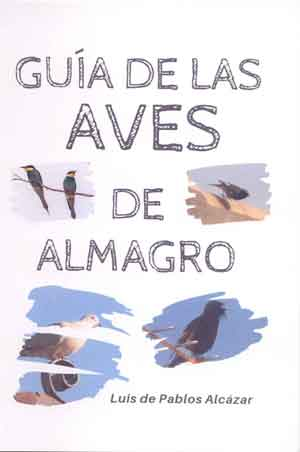 GUÍA DE LAS
AVES
DE
ALMAGRO
Luis de Pablos Alcázar